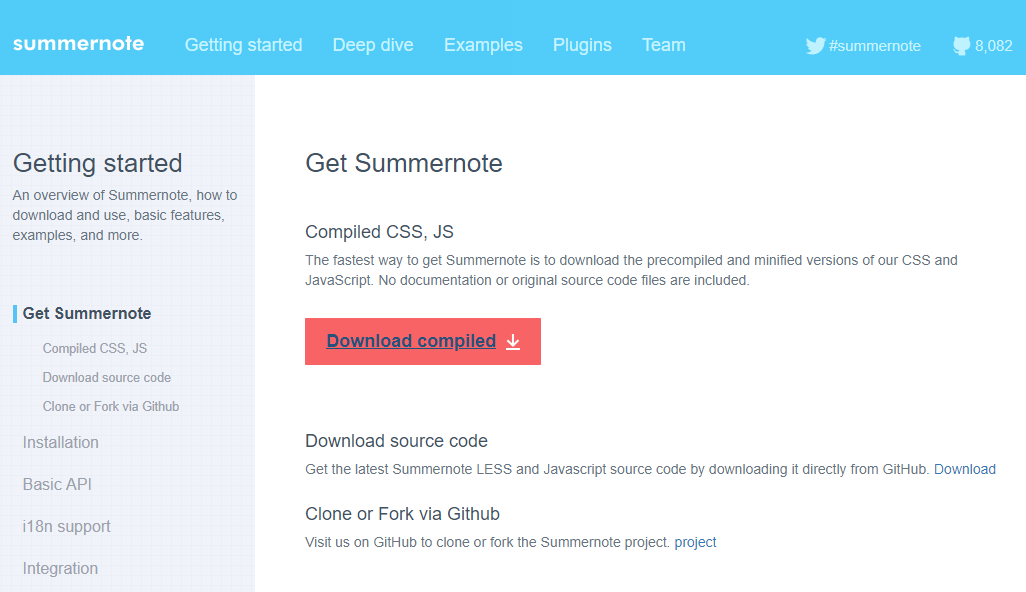 summernote Getting started Deep dive Examples Plugins Team #summernote 8,082
Getting started
An overview of Summernote, how to
download and use, basic features,
examples, and more.
Get Summernote
Compiled CSS, JS
Download source code
Clone or Fork via Github
Installation
Basic API
i18n support
Integration
Get Summernote
Compiled CSS, JS
The fastest way to get Summernote is to download the precompiled and minified versions of our CSS and
JavaScript. No documentation or original source code files are included.
Download compiled
Download source code
Get the latest Summernote LESS and Javascript source code by downloading it directly from GitHub. Download
Clone or Fork via Github
Visit us on GitHub to clone or fork the Summernote project. project